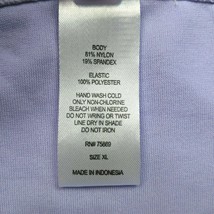 BODY
81% NYLON
19% SPANDEX
ELASTIC
100% POLYESTER
HAND WASH COLD
ONLY NON-CHLORINE
BLEACH WHEN NEEDED
DO NOT WRING OR TWIST
LINE DRY IN SHADE
DO NOT IRON
RN# 75669
SIZE XL
MADE IN INDONESIA